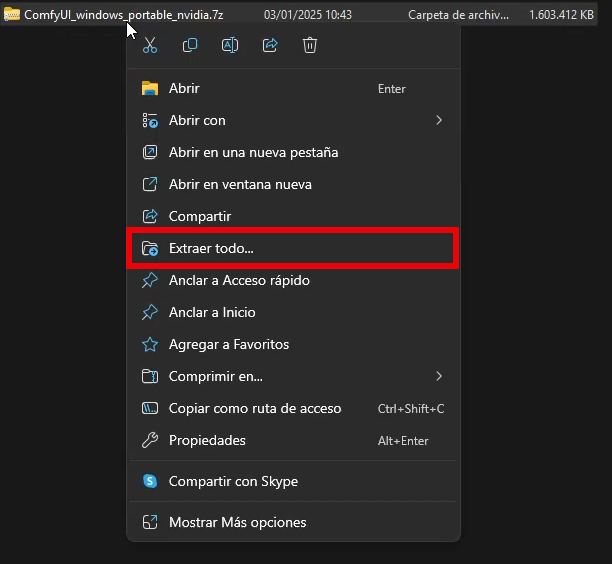 ComfyUI_windows_portable_nvidia.7z 03/01/2025 10:43 Carpeta de archiv... 1.603.412 KB
Abrir Enter
Abrir con
Abrir en una nueva pestaña
Abrir en ventana nueva
Compartir
Extraer todo...
Anclar a Acceso rápido
Anclar a Inicio
Agregar a Favoritos
Comprimir en...
Copiar como ruta de acceso Ctrl+Shift+C
Propiedades Alt+Enter
Compartir con Skype
Mostrar Más opciones